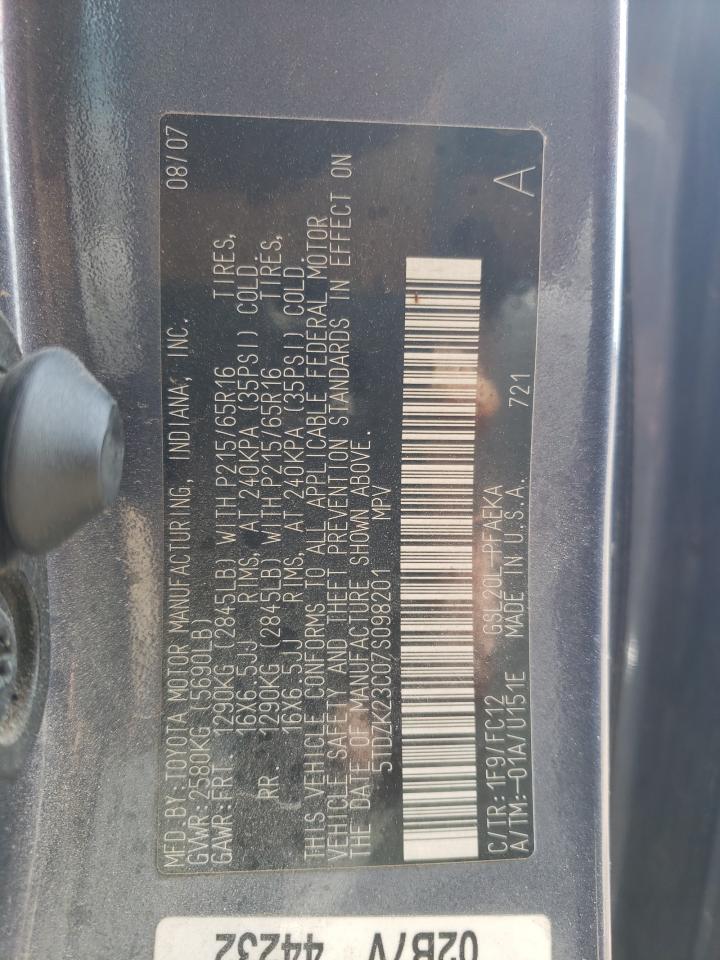 MFD BY:TOYOTA MOTOR MANUFACTURING, INDIANA, INC. 08/07
GVWR:2580KG(5690LB)
GAWR:FRT. 1290KG(2845LB)WITH P215/65R16 TIRES,
16X6.5JJ RIMS, AT 240KPA(35PSI) COLD.
RR. 1290KG(2845LB)WITH P215/65R16 TIRES,
16X6.5JJ RIMS, AT 240KPA(35PSI) COLD.
THIS VEHICLE CONFORMS TO ALL APPLICABLE FEDERAL MOTOR
VEHICLE SAFETY AND THEFT PREVENTION STANDARDS IN EFFECT ON
THE DATE OF MANUFACTURE SHOWN ABOVE.
5TDZK23C07S098201 MPV
C/TR:1F9/FC12 GSL20L-PFAEKA
A/TM:-01A/U151E MADE IN U.S.A. 721 A
44232
02B7V